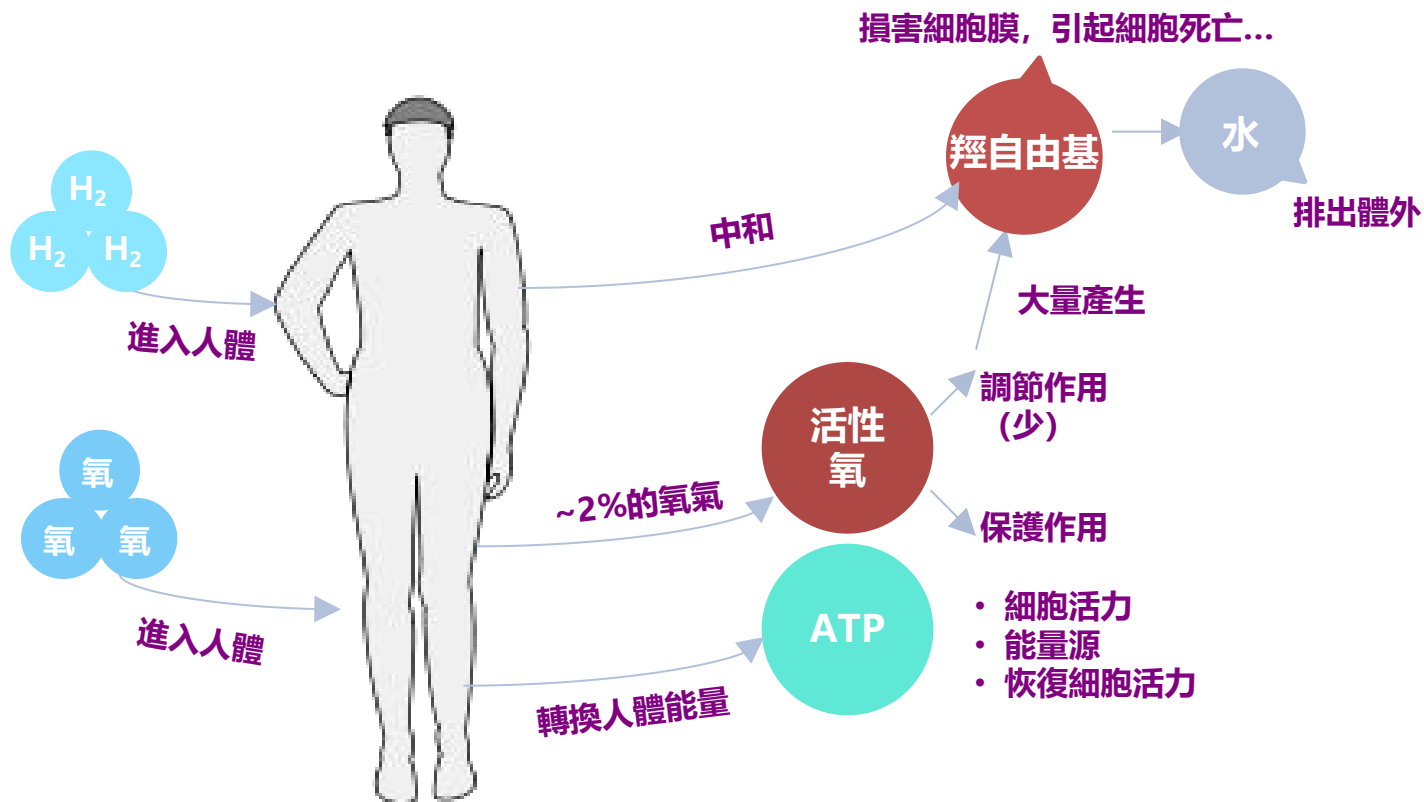 損害細胞膜，引起細胞死亡…
羥自由基
水
排出體外
H₂
H₂
H₂
進入人體
中和
大量產生
活性
氧
調節作用
（少）
保護作用
氧
氧
氧
~2%的氧氣
進入人體
ATP
轉換人體能量
• 細胞活力
• 能量源
• 恢復細胞活力